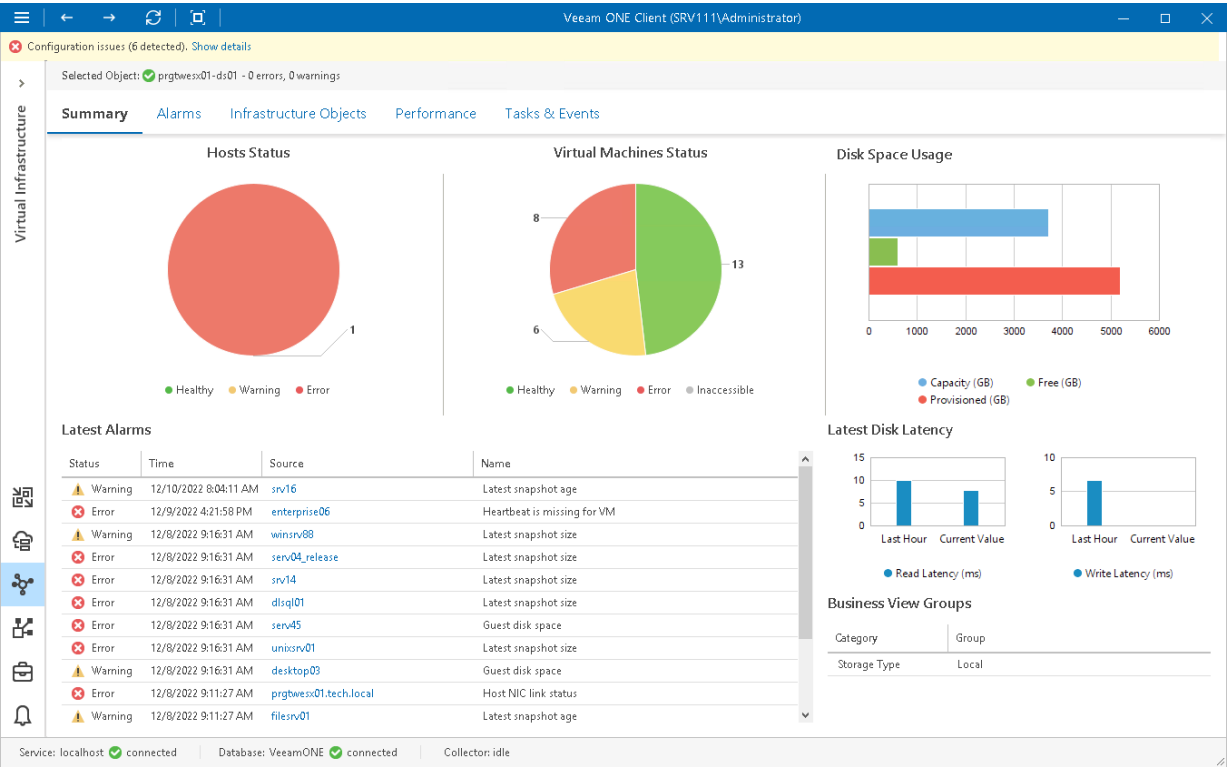 Veeam ONE Client (SRV111\Administrator)
Configuration issues (6 detected). Show details
Selected Object: prgtwesx01-ds01 - 0 errors, 0 warnings
Virtual Infrastructure
Summary Alarms Infrastructure Objects Performance Tasks & Events
Hosts Status
1
Healthy Warning Error
Virtual Machines Status
8
13
6
Healthy Warning Error Inaccessible
Disk Space Usage
0 1000 2000 3000 4000 5000 6000
Capacity (GB) Free (GB)
Provisioned (GB)
Latest Alarms
Status Time Source Name
Warning 12/10/2022 8:04:11 AM srv16 Latest snapshot age
Error 12/9/2022 4:21:58 PM enterprise06 Heartbeat is missing for VM
Warning 12/8/2022 9:16:31 AM winsrv88 Latest snapshot size
Error 12/8/2022 9:16:31 AM serv04_release Latest snapshot size
Error 12/8/2022 9:16:31 AM srv14 Latest snapshot size
Error 12/8/2022 9:16:31 AM dlsql01 Latest snapshot size
Error 12/8/2022 9:16:31 AM serv45 Guest disk space
Error 12/8/2022 9:16:31 AM unixsrv01 Latest snapshot size
Warning 12/8/2022 9:16:31 AM desktop03 Guest disk space
Error 12/8/2022 9:11:27 AM prgtwesx01.tech.local Host NIC link status
Warning 12/8/2022 9:11:27 AM filesrv01 Latest snapshot age
Latest Disk Latency
15
10
5
0
Last Hour Current Value
Read Latency (ms)
10
5
0
Last Hour Current Value
Write Latency (ms)
Business View Groups
Category Group
Storage Type Local
Service: localhost connected Database: VeeamONE connected Collector: idle